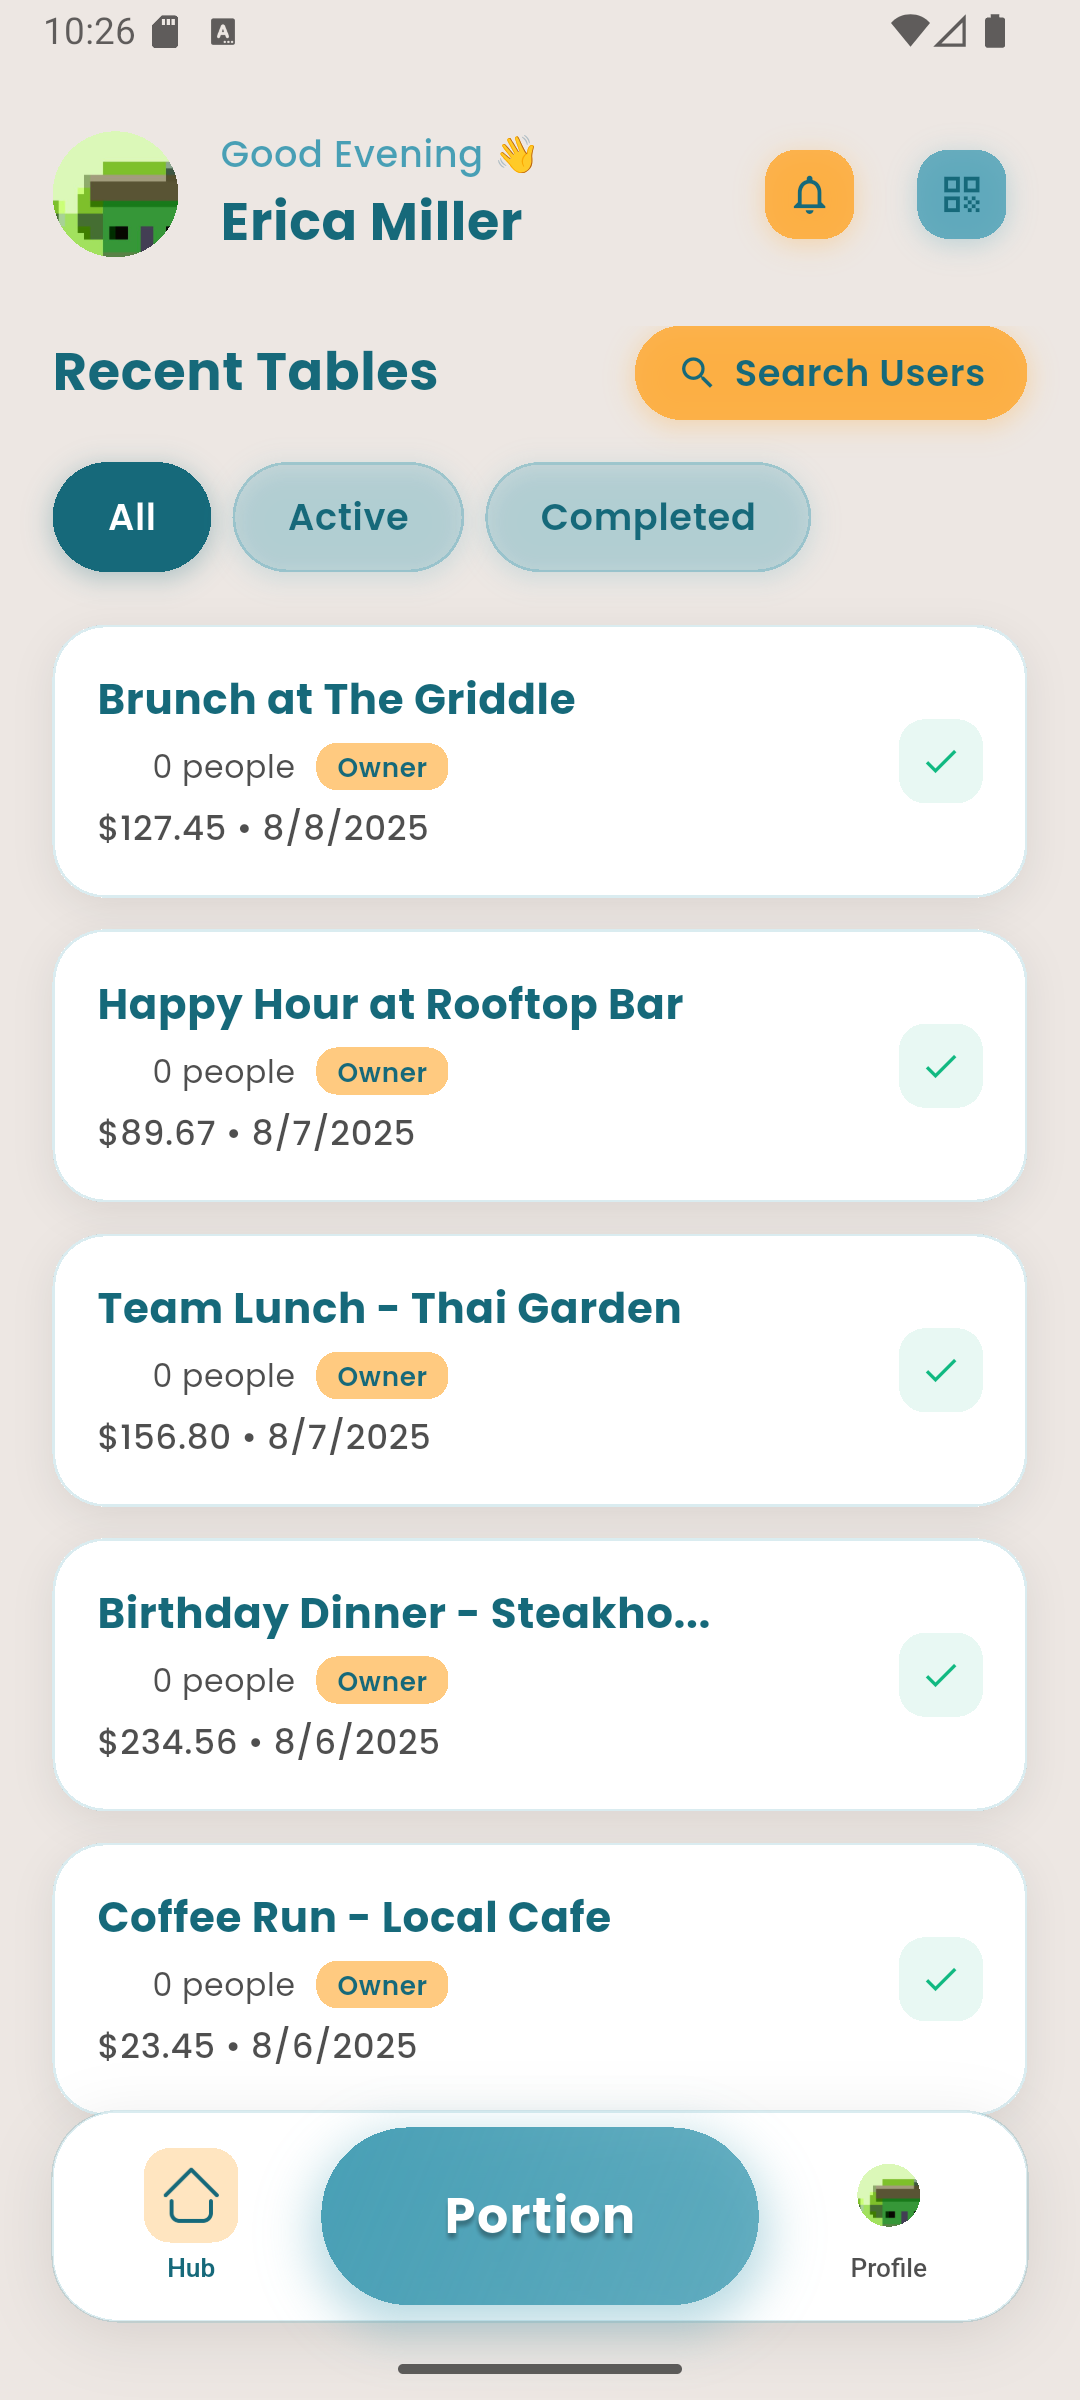 10:26
Good Evening 👋
Erica Miller
Recent Tables
Search Users
All
Active
Completed
Brunch at The Griddle
0 people
Owner
$127.45 • 8/8/2025
Happy Hour at Rooftop Bar
0 people
Owner
$89.67 • 8/7/2025
Team Lunch - Thai Garden
0 people
Owner
$156.80 • 8/7/2025
Birthday Dinner - Steakho...
0 people
Owner
$234.56 • 8/6/2025
Coffee Run - Local Cafe
0 people
Owner
$23.45 • 8/6/2025
Hub
Portion
Profile